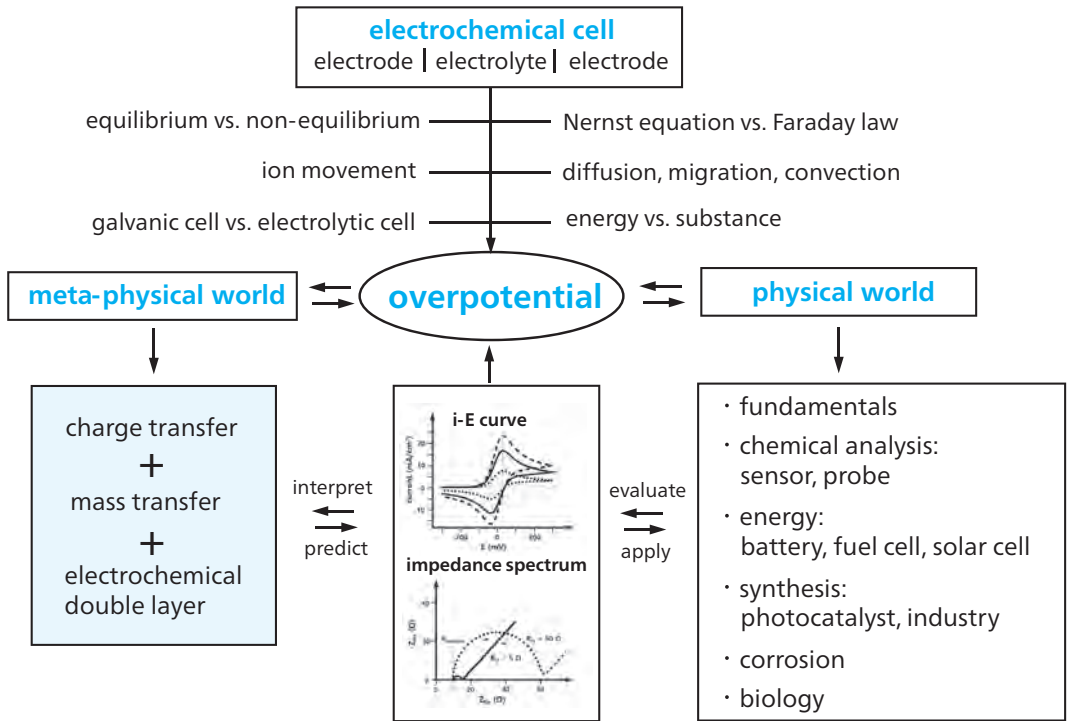 electrochemical cell
electrode | electrolyte | electrode
equilibrium vs. non-equilibrium
Nernst equation vs. Faraday law
ion movement
diffusion, migration, convection
galvanic cell vs. electrolytic cell
energy vs. substance
meta-physical world
overpotential
physical world
charge transfer
+
mass transfer
+
electrochemical
double layer
interpret
predict
i-E curve
E (mV)
impedance spectrum
evaluate
apply
· fundamentals
· chemical analysis:
sensor, probe
· energy:
battery, fuel cell, solar cell
· synthesis:
photocatalyst, industry
· corrosion
· biology